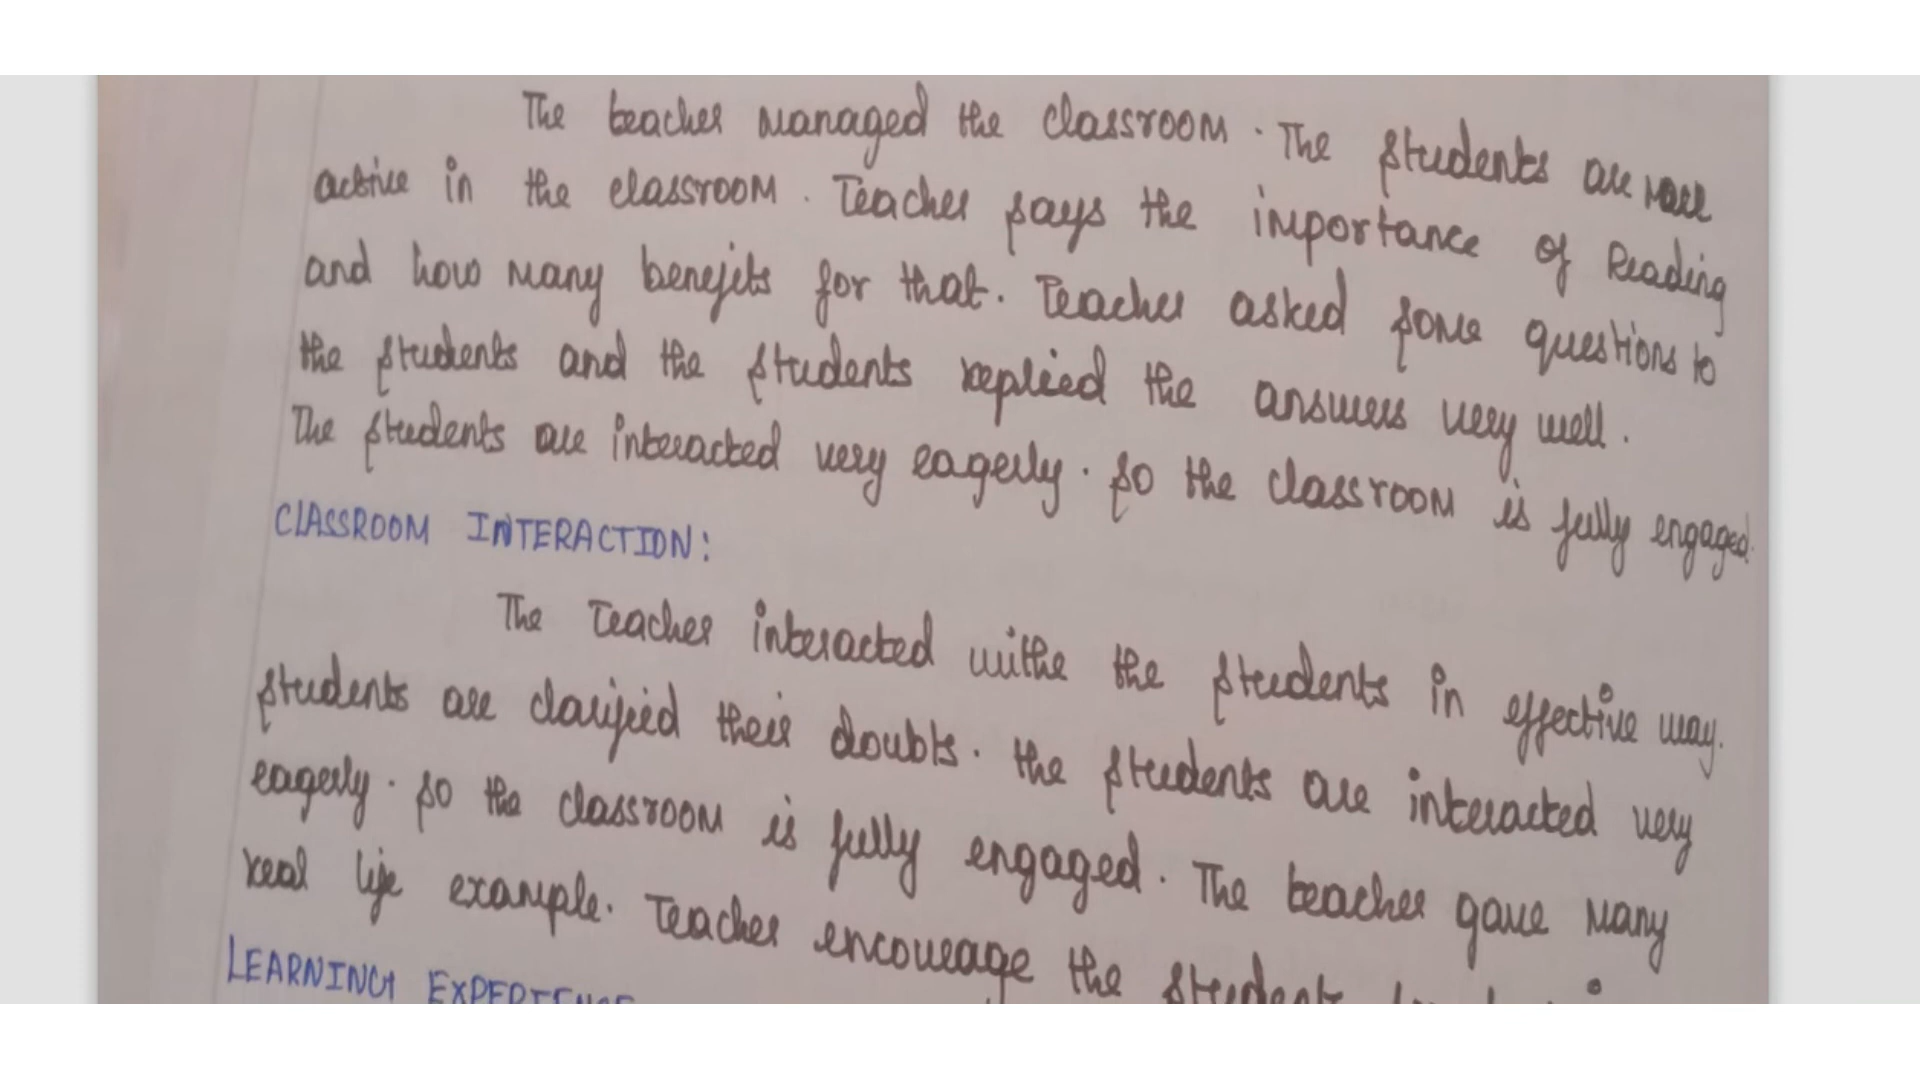 The teacher managed the classroom. The students are more
active in the classroom. Teacher says the importance of Reading
and how many benefits for that. Teacher asked some questions to
the students and the students replied the answers very well.
The students are interacted very eagerly. So the classroom is fully engaged.
CLASSROOM INTERACTION:
The Teacher interacted withe the students in effective way.
students are clarified their doubts. The students are interacted very
eagerly. So the classroom is fully engaged. The teacher gave many
real life example. Teacher encourage the students
LEARNING EXPERIENCE